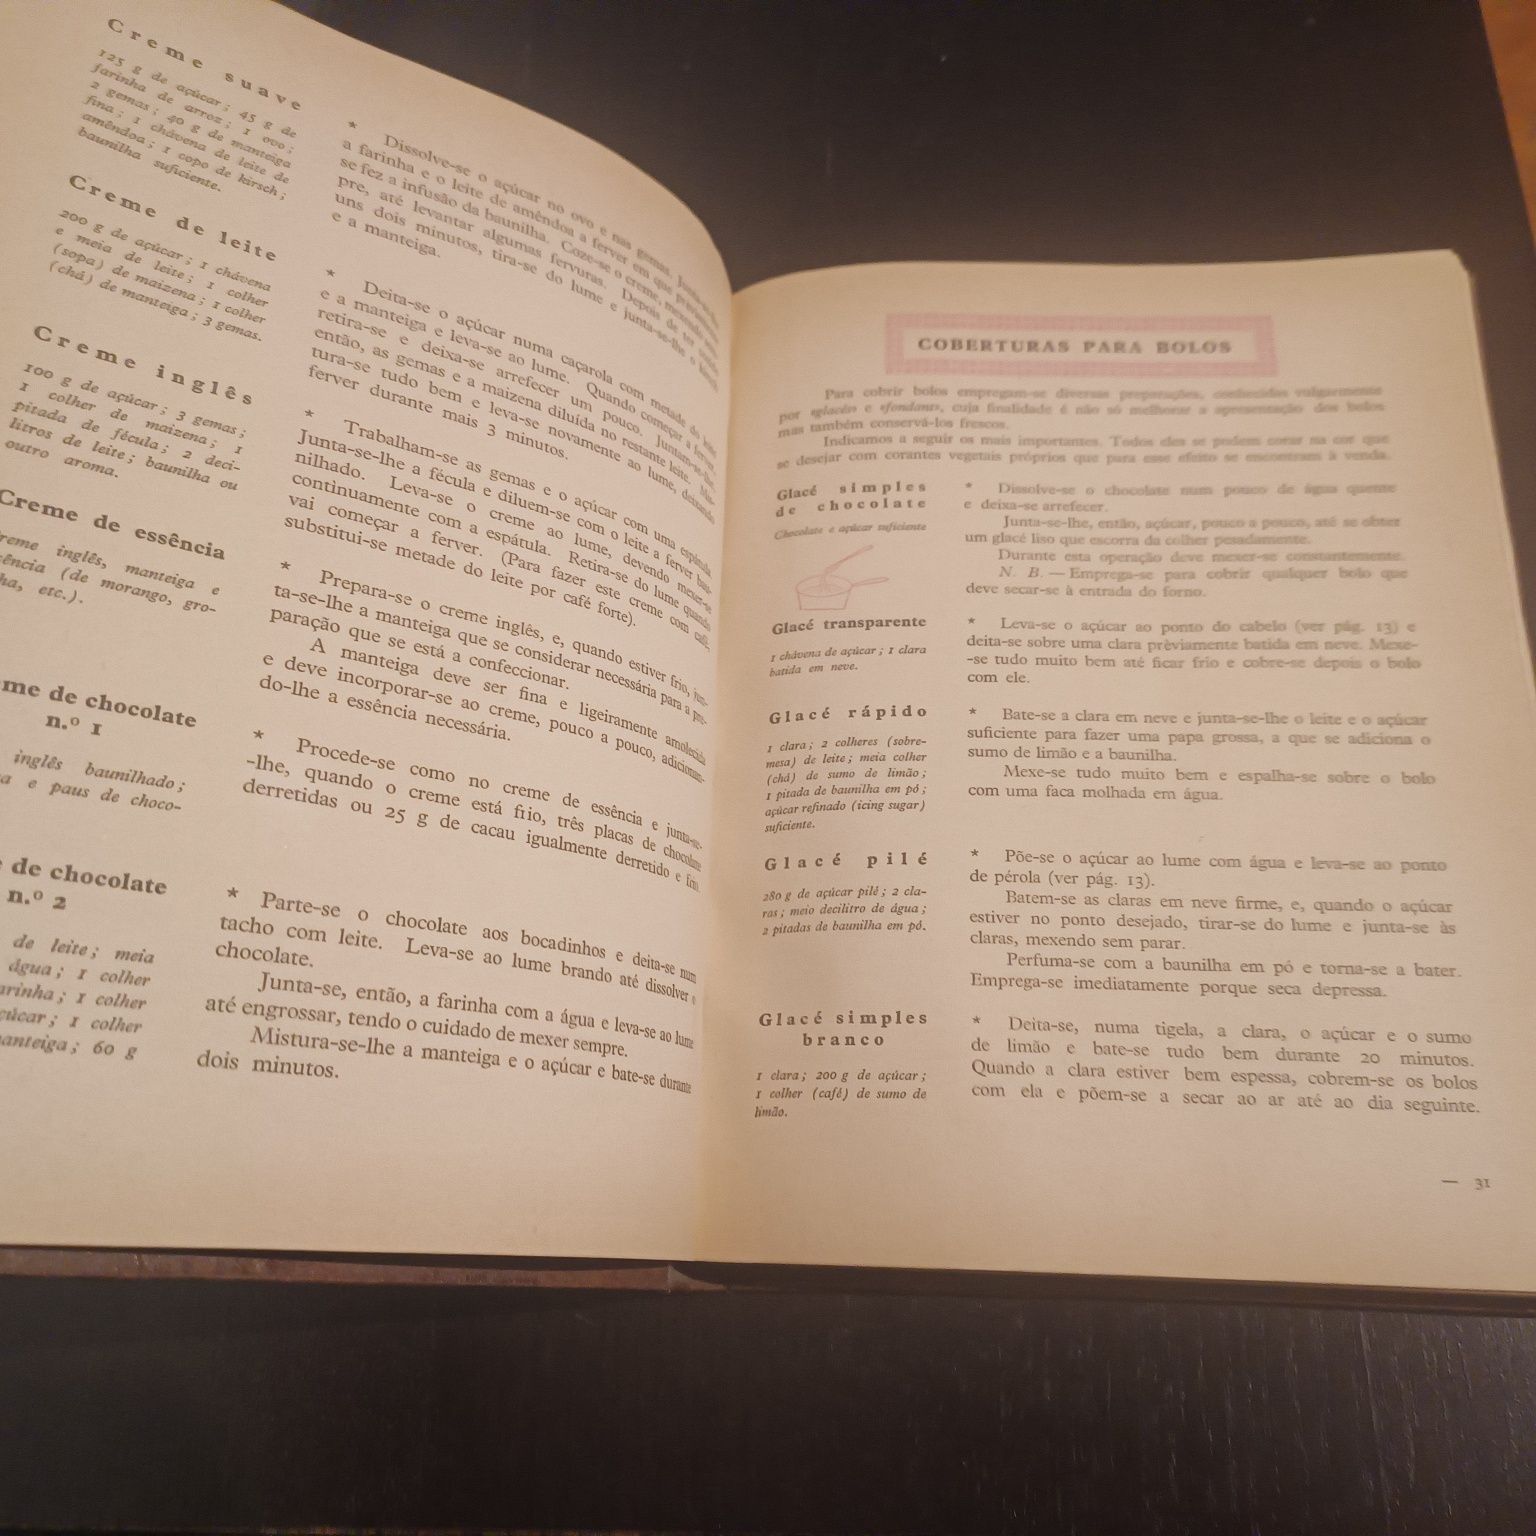 Creme suave
125 g de açúcar; 45 g de
farinha de arroz; 1 ovo;
2 gemas; 40 g de manteiga
fina; 1 chávena de leite de
amêndoa; 1 copo de kirsch;
baunilha suficiente.
* Dissolve-se o açúcar no ovo e nas gemas. Junta-se-lhe
a farinha e o leite de amêndoa a ferver em que previamente
se fez a infusão da baunilha. Coze-se o creme, mexendo sem-
pre, até levantar algumas fervuras. Depois de ter cozido
uns dois minutos, tira-se do lume e junta-se-lhe o kirsch
e a manteiga.
Creme de leite
200 g de açúcar; 1 chávena
e meia de leite; 1 colher
(sopa) de maizena; 1 colher
(chá) de manteiga; 3 gemas.
* Deita-se o açúcar numa caçarola com metade do leite
e a manteiga e leva-se ao lume. Quando começar a ferver,
retira-se e deixa-se arrefecer um pouco. Juntam-se-lhe,
então, as gemas e a maizena diluída no restante leite. Mis-
tura-se tudo bem e leva-se novamente ao lume, deixando
ferver durante mais 3 minutos.
Creme inglês
100 g de açúcar; 3 gemas;
1 colher de maizena; 1
pitada de fécula; 2 deci-
litros de leite; baunilha ou
outro aroma.
* Trabalham-se as gemas e o açúcar com uma espátula.
Junta-se-lhe a fécula e diluem-se com o leite a ferver bau-
nilhado. Leva-se o creme ao lume, devendo mexer-se
continuamente com a espátula. Retira-se do lume quando
vai começar a ferver. (Para fazer este creme com café,
substitui-se metade do leite por café forte).
Creme de essência
creme inglês, manteiga e
essência (de morango, gro-
ha, etc.).
* Prepara-se o creme inglês, e, quando estiver frio, jun-
ta-se-lhe a manteiga que se considerar necessária para a pre-
paração que se está a confeccionar.
A manteiga deve ser fina e ligeiramente amolecida
e deve incorporar-se ao creme, pouco a pouco, adicionan-
do-lhe a essência necessária.
me de chocolate
n.º 1
inglês baunilhado;
a e paus de choco-
* Procede-se como no creme de essência e junta-se-
-lhe, quando o creme está frio, três placas de chocolate
derretidas ou 25 g de cacau igualmente derretido e frio.
de chocolate
n.º 2
de leite; meia
água; 1 colher
arinha; 1 colher
çúcar; 1 colher
anteiga; 60 g
* Parte-se o chocolate aos bocadinhos e deita-se num
tacho com leite. Leva-se ao lume brando até dissolver o
chocolate.
Junta-se, então, a farinha com a água e leva-se ao lume
até engrossar, tendo o cuidado de mexer sempre.
Mistura-se-lhe a manteiga e o açúcar e bate-se durante
dois minutos.
COBERTURAS PARA BOLOS
Para cobrir bolos empregam-se diversas preparações, conhecidas vulgarmente
por «glacés» e «fondant», cuja finalidade é não só melhorar a apresentação dos bolos
mas também conservá-los frescos.
Indicamos a seguir os mais importantes. Todos eles se podem corar na cor que
se desejar com corantes vegetais próprios que para esse efeito se encontram à venda.
Glacé simples
de chocolate
Chocolate e açúcar suficiente
* Dissolve-se o chocolate num pouco de água quente
e deixa-se arrefecer.
Junta-se-lhe, então, açúcar, pouco a pouco, até se obter
um glacé liso que escorra da colher pesadamente.
Durante esta operação deve mexer-se constantemente.
N. B. — Emprega-se para cobrir qualquer bolo que
deve secar-se à entrada do forno.
Glacé transparente
1 chávena de açúcar; 1 clara
batida em neve.
* Leva-se o açúcar ao ponto do cabelo (ver pág. 13) e
deita-se sobre uma clara prèviamente batida em neve. Mexe-
-se tudo muito bem até ficar frio e cobre-se depois o bolo
com ele.
Glacé rápido
1 clara; 2 colheres (sobre-
mesa) de leite; meia colher
(chá) de sumo de limão;
1 pitada de baunilha em pó;
açúcar refinado (icing sugar)
suficiente.
* Bate-se a clara em neve e junta-se-lhe o leite e o açúcar
suficiente para fazer uma papa grossa, a que se adiciona o
sumo de limão e a baunilha.
Mexe-se tudo muito bem e espalha-se sobre o bolo
com uma faca molhada em água.
Glacé pilé
280 g de açúcar pilé; 2 cla-
ras; meio decilitro de água;
2 pitadas de baunilha em pó.
* Põe-se o açúcar ao lume com água e leva-se ao ponto
de pérola (ver pág. 13).
Batem-se as claras em neve firme, e, quando o açúcar
estiver no ponto desejado, tirar-se do lume e junta-se às
claras, mexendo sem parar.
Perfuma-se com a baunilha em pó e torna-se a bater.
Emprega-se imediatamente porque seca depressa.
Glacé simples
branco
1 clara; 200 g de açúcar;
1 colher (café) de sumo de
limão.
* Deita-se, numa tigela, a clara, o açúcar e o sumo
de limão e bate-se tudo bem durante 20 minutos.
Quando a clara estiver bem espessa, cobrem-se os bolos
com ela e põem-se a secar ao ar até ao dia seguinte.
— 31